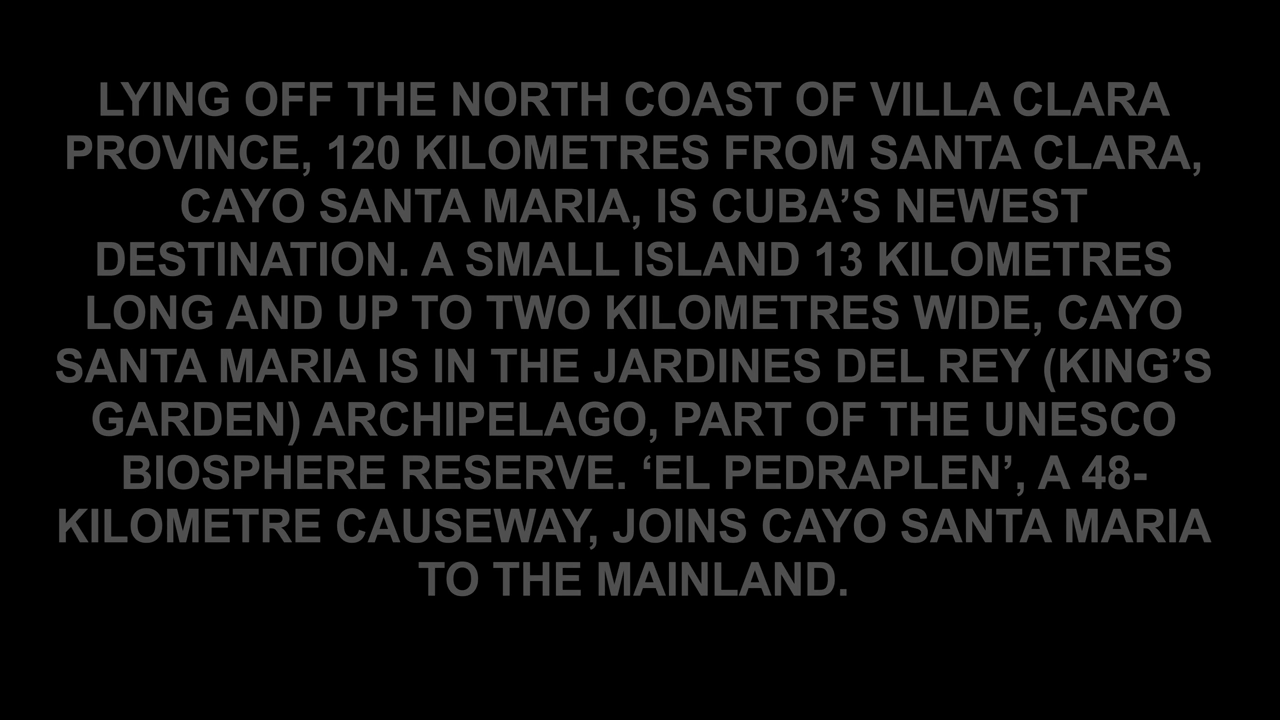 LYING OFF THE NORTH COAST OF VILLA CLARA
PROVINCE, 120 KILOMETRES FROM SANTA CLARA,
CAYO SANTA MARIA, IS CUBA’S NEWEST
DESTINATION. A SMALL ISLAND 13 KILOMETRES
LONG AND UP TO TWO KILOMETRES WIDE, CAYO
SANTA MARIA IS IN THE JARDINES DEL REY (KING’S
GARDEN) ARCHIPELAGO, PART OF THE UNESCO
BIOSPHERE RESERVE. ‘EL PEDRAPLEN’, A 48-
KILOMETRE CAUSEWAY, JOINS CAYO SANTA MARIA
TO THE MAINLAND.